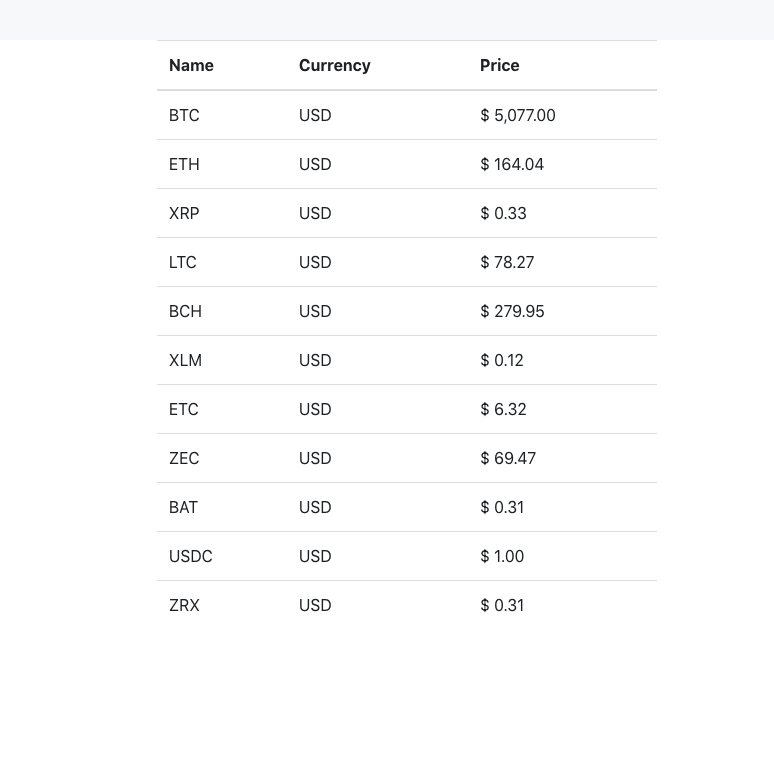 Name Currency Price
BTC USD $ 5,077.00
ETH USD $ 164.04
XRP USD $ 0.33
LTC USD $ 78.27
BCH USD $ 279.95
XLM USD $ 0.12
ETC USD $ 6.32
ZEC USD $ 69.47
BAT USD $ 0.31
USDC USD $ 1.00
ZRX USD $ 0.31